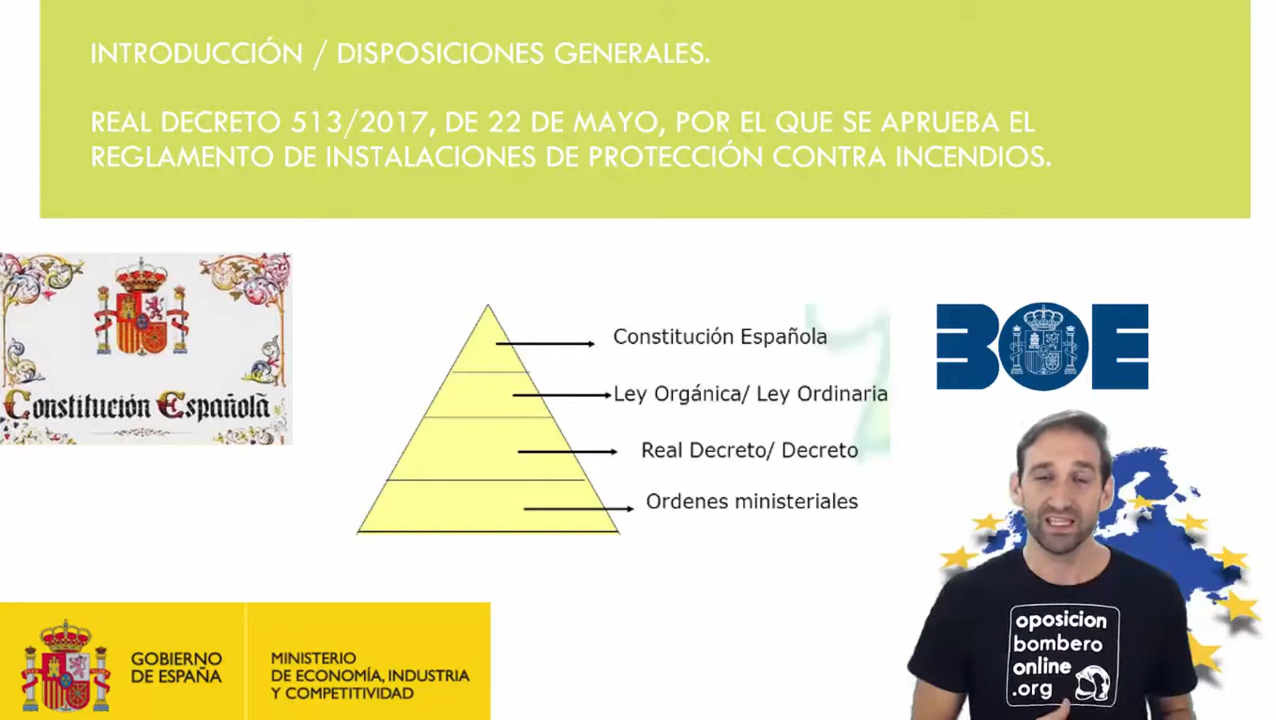 INTRODUCCIÓN / DISPOSICIONES GENERALES.
REAL DECRETO 513/2017, DE 22 DE MAYO, POR EL QUE SE APRUEBA EL
REGLAMENTO DE INSTALACIONES DE PROTECCIÓN CONTRA INCENDIOS.
Constitución Española
Constitución Española
Ley Orgánica/ Ley Ordinaria
Real Decreto/ Decreto
Ordenes ministeriales
BOE
GOBIERNO
DE ESPAÑA
MINISTERIO
DE ECONOMÍA, INDUSTRIA
Y COMPETITIVIDAD
oposicion
bombero
online
.org